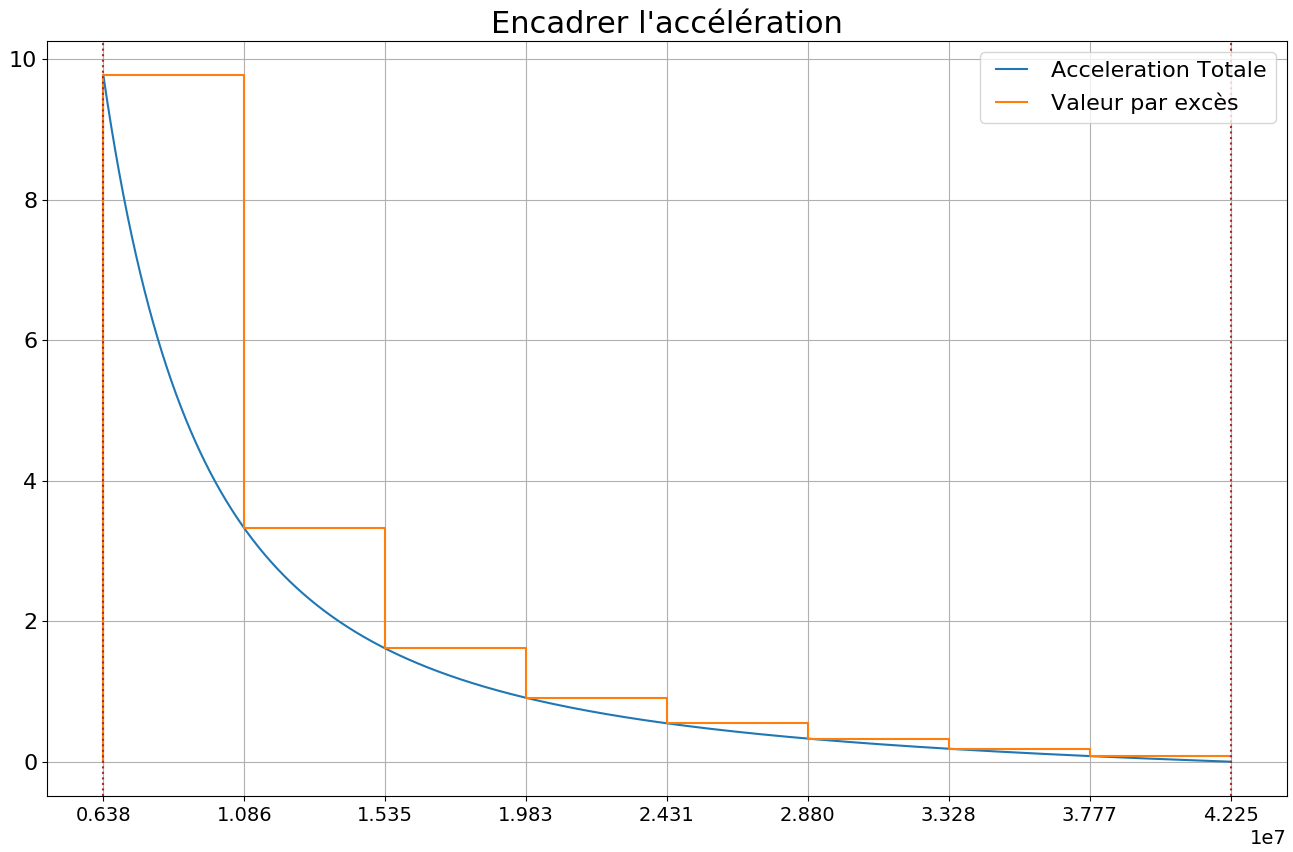 Encadrer l'accélération
Acceleration Totale
Valeur par excès
10
8
6
4
2
0
0.638 1.086 1.535 1.983 2.431 2.880 3.328 3.777 4.225
1e7